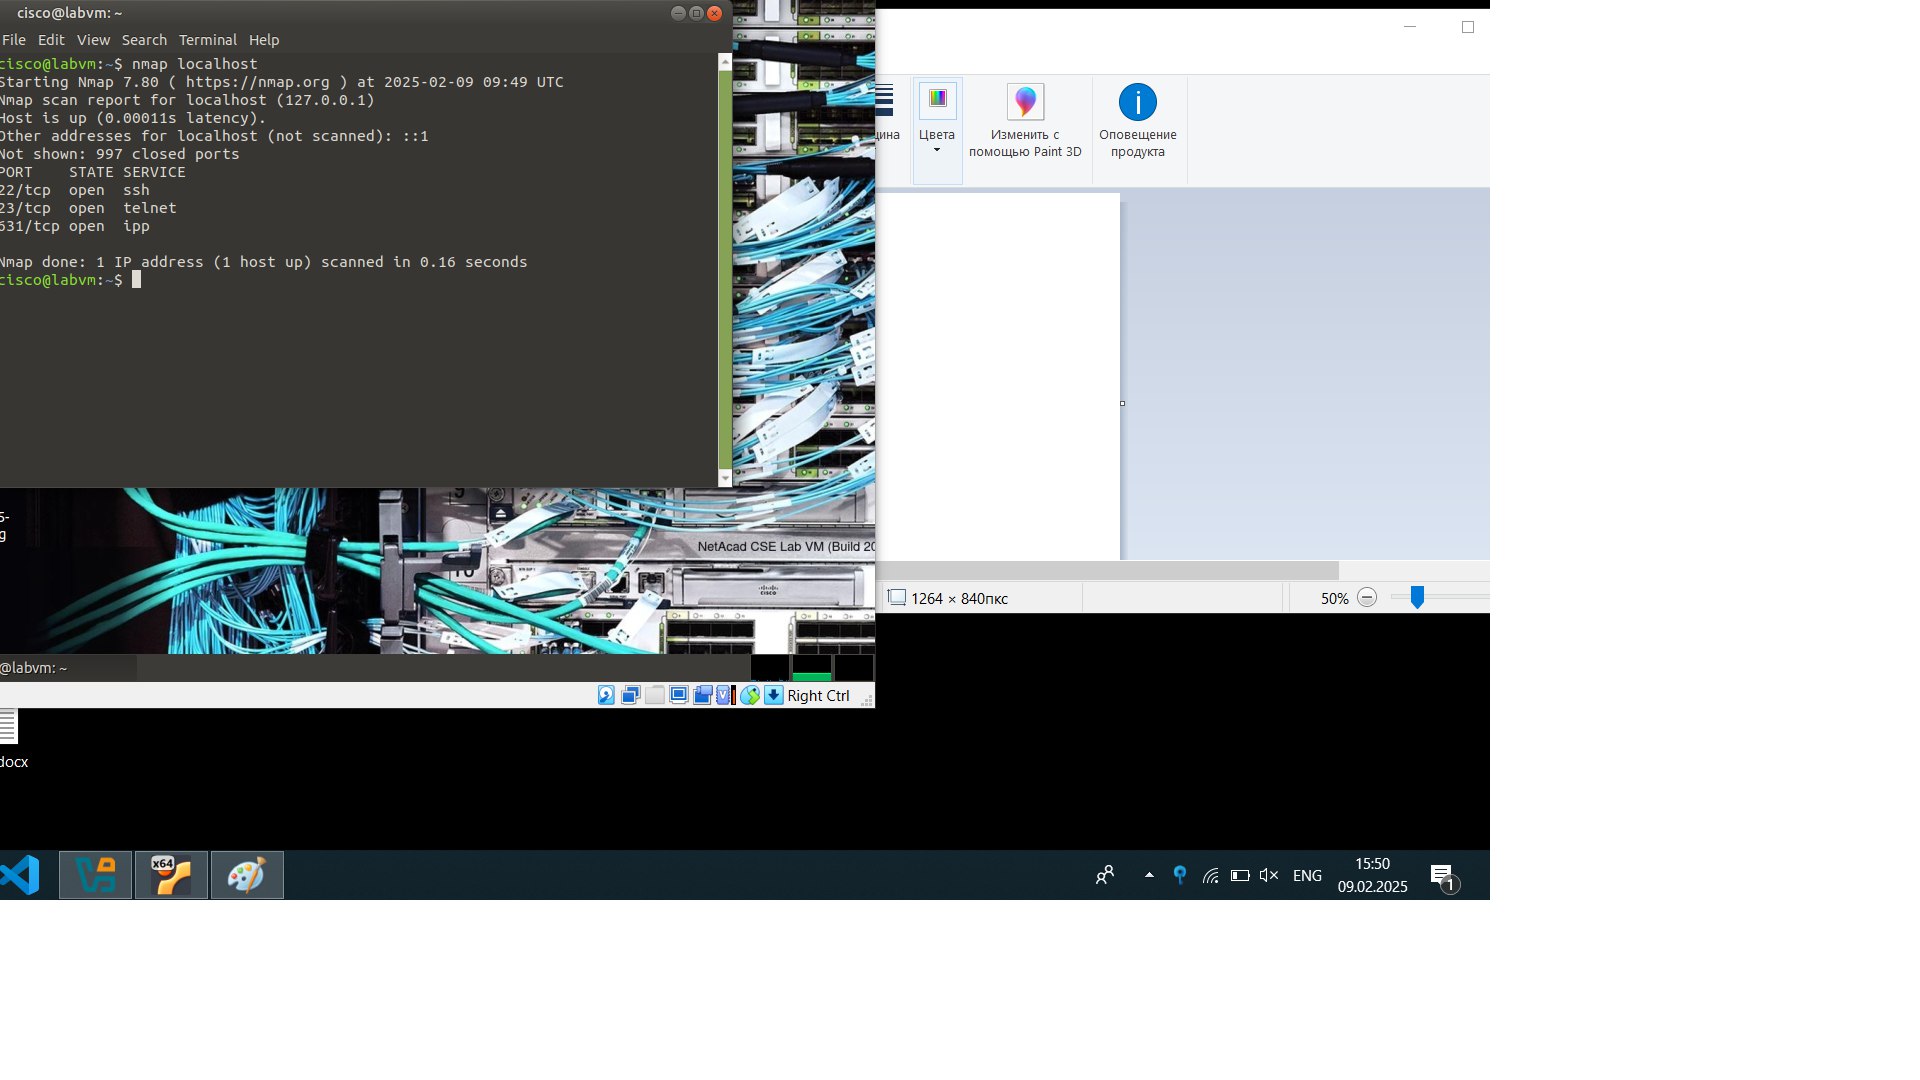 cisco@labvm: ~
File Edit View Search Terminal Help
cisco@labvm:~$ nmap localhost
Starting Nmap 7.80 ( https://nmap.org ) at 2025-02-09 09:49 UTC
Nmap scan report for localhost (127.0.0.1)
Host is up (0.00011s latency).
Other addresses for localhost (not scanned): ::1
Not shown: 997 closed ports
PORT    STATE SERVICE
22/tcp  open  ssh
23/tcp  open  telnet
631/tcp open  ipp
Nmap done: 1 IP address (1 host up) scanned in 0.16 seconds
cisco@labvm:~$
Цвета
Изменить с
помощью Paint 3D
Оповещение
продукта
NetAcad CSE Lab VM (Build 20
CISCO
@labvm: ~
Right Ctrl
1264 × 840пкс
50%
docx
x64
ENG
15:50
09.02.2025
1